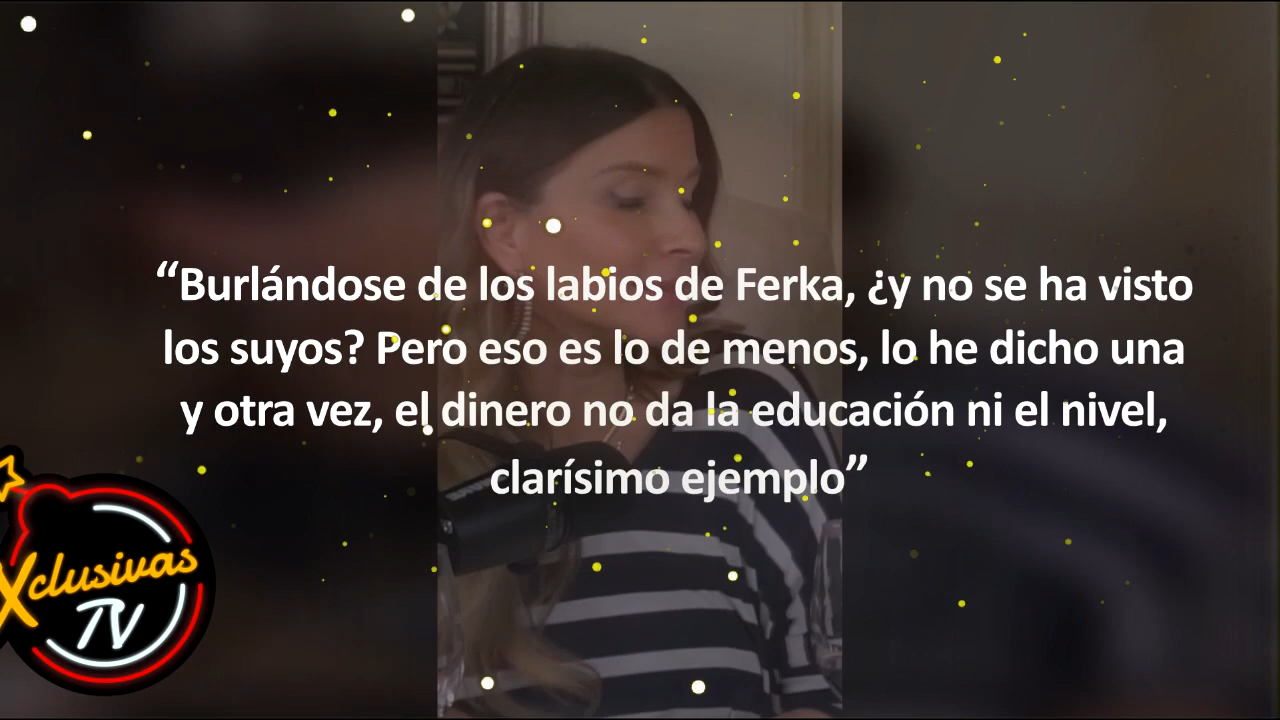 “Burlándose de los labios de Ferka, ¿y no se ha visto
los suyos? Pero eso es lo de menos, lo he dicho una
y otra vez, el dinero no da la educación ni el nivel,
clarísimo ejemplo”
Xclusivas
TV